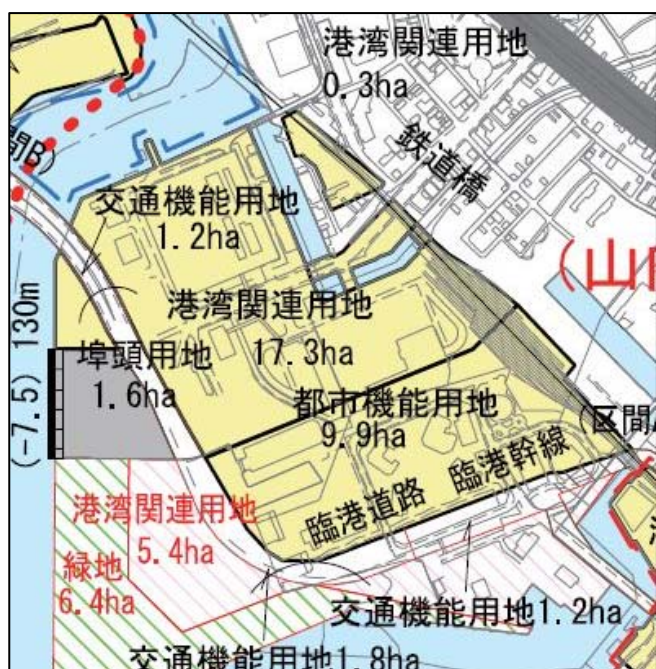 港湾関連用地
0.3ha
鉄道橋
間B)
交通機能用地
1.2ha
(山
港湾関連用地
17.3ha
(-7.5) 130m
埠頭用地
1.6ha
都市機能用地
9.9ha
(区間
臨港道路 臨港幹線
港湾関連用地
5.4ha
緑地
6.4ha
交通機能用地1.2ha
交通機能用地1.8ha